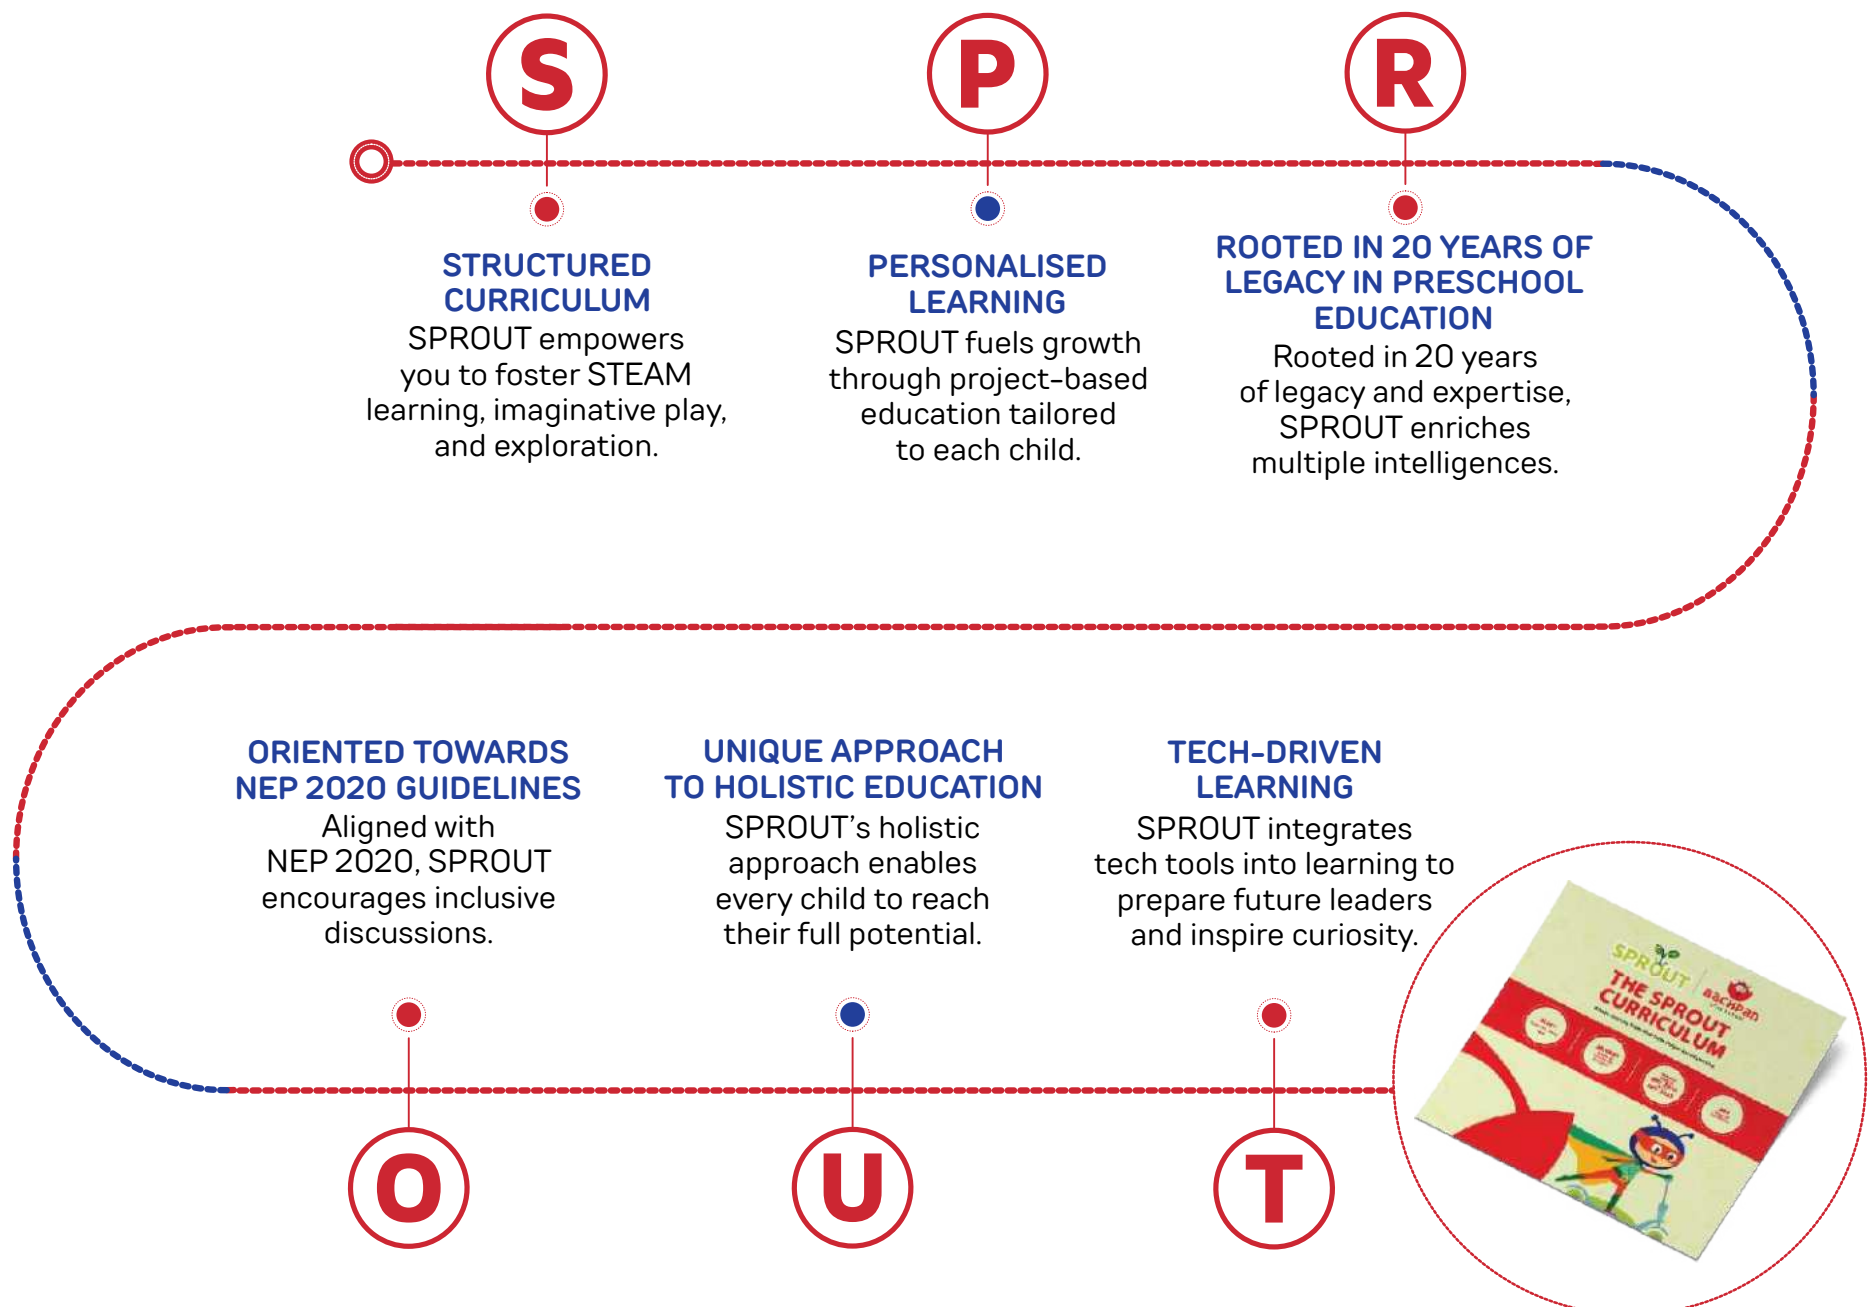 S
P
R
STRUCTURED
CURRICULUM
SPROUT empowers
you to foster STEAM
learning, imaginative play,
and exploration.
PERSONALISED
LEARNING
SPROUT fuels growth
through project-based
education tailored
to each child.
ROOTED IN 20 YEARS OF
LEGACY IN PRESCHOOL
EDUCATION
Rooted in 20 years
of legacy and expertise,
SPROUT enriches
multiple intelligences.
ORIENTED TOWARDS
NEP 2020 GUIDELINES
Aligned with
NEP 2020, SPROUT
encourages inclusive
discussions.
UNIQUE APPROACH
TO HOLISTIC EDUCATION
SPROUT’s holistic
approach enables
every child to reach
their full potential.
TECH-DRIVEN
LEARNING
SPROUT integrates
tech tools into learning to
prepare future leaders
and inspire curiosity.
O
U
T
SPROUT
BacHPan
THE SPROUT
CURRICULUM